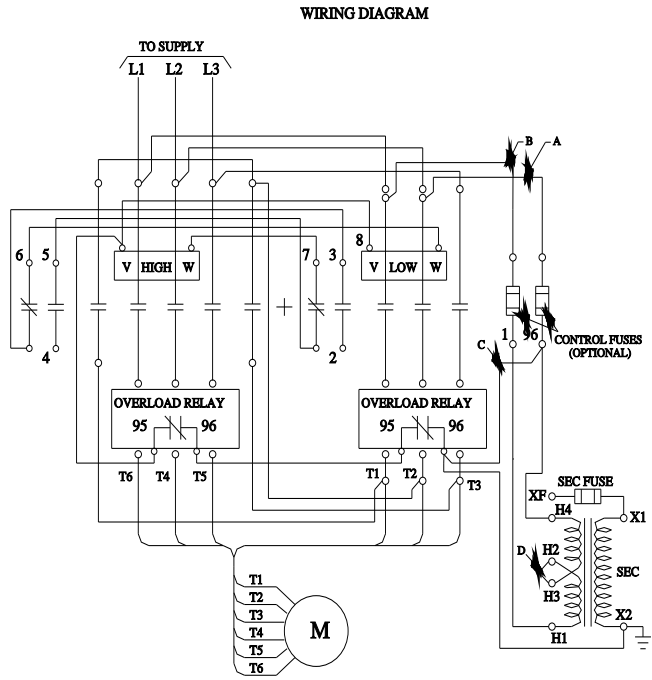 WIRING DIAGRAM
TO SUPPLY
L1 L2 L3
B A
6 5 7 3 8
V HIGH W V LOW W
1 96 CONTROL FUSES
(OPTIONAL)
C
4 2
OVERLOAD RELAY OVERLOAD RELAY
95 96 95 96
T6 T4 T5 T1 T2 T3
SEC FUSE
XF
H4 X1
D H2
SEC
H3
X2
H1
T1
T2
T3
T4
T5
T6
M